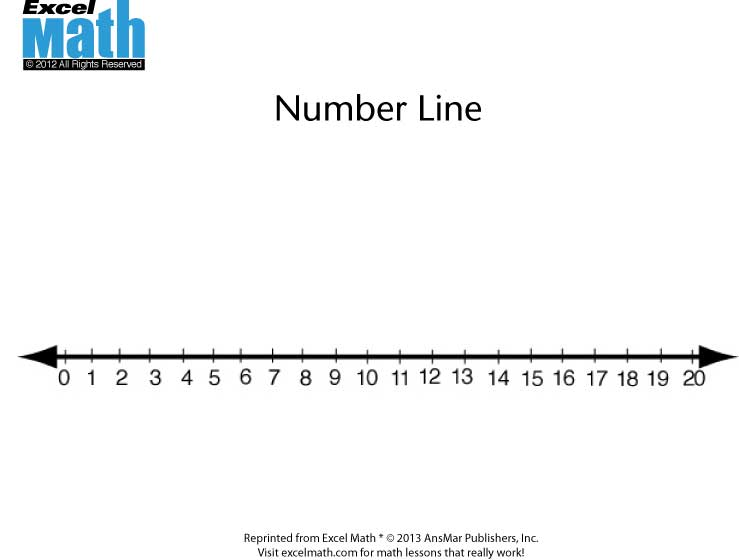 Excel
Math
© 2012 All Rights Reserved
Number Line
0 1 2 3 4 5 6 7 8 9 10 11 12 13 14 15 16 17 18 19 20
Reprinted from Excel Math * © 2013 AnsMar Publishers, Inc.
Visit excelmath.com for math lessons that really work!